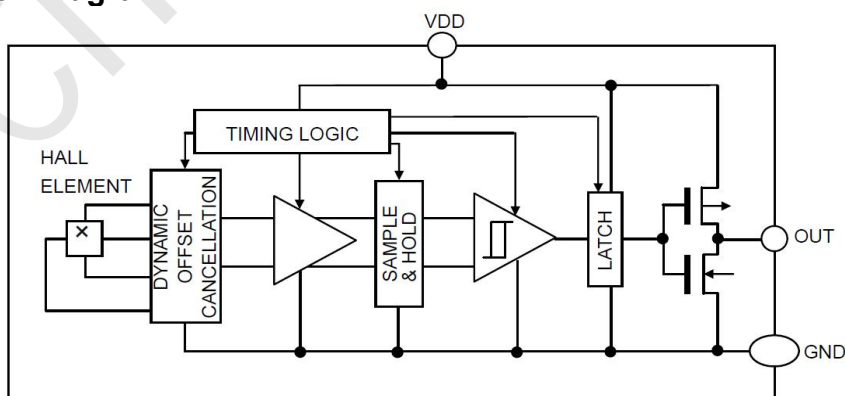 VDD
TIMING LOGIC
HALL
ELEMENT
×
DYNAMIC
OFFSET
CANCELLATION
SAMPLE
& HOLD
LATCH
OUT
GND